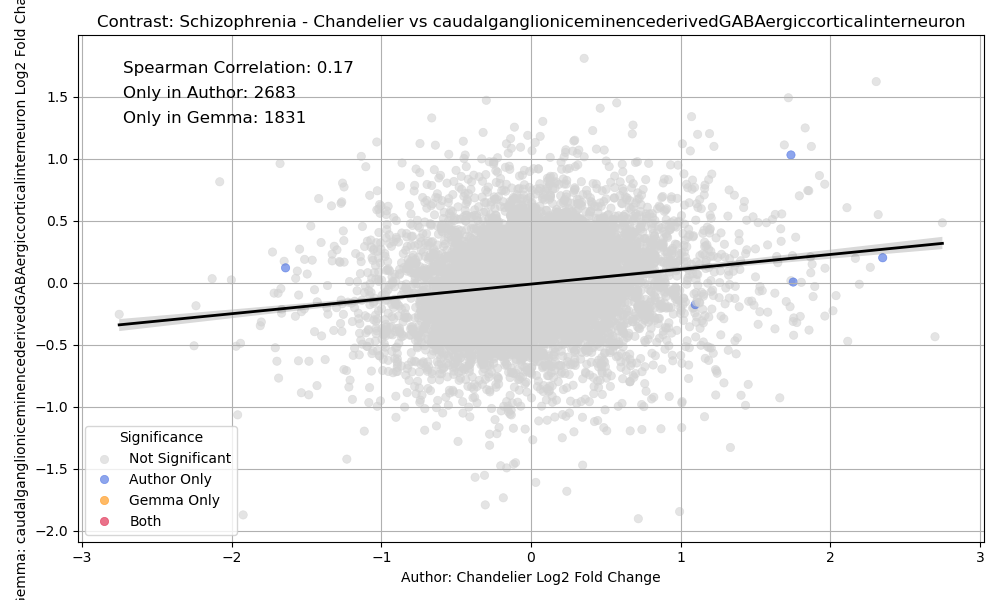 Contrast: Schizophrenia - Chandelier vs caudalganglioniceminencederivedGABAergiccorticalinterneuron
Spearman Correlation: 0.17
Only in Author: 2683
Only in Gemma: 1831
1.5
1.0
0.5
0.0
−0.5
−1.0
−1.5
−2.0
caudalganglioniceminencederivedGABAergiccorticalinterneuron Log2 Fold
Significance
Not Significant
Author Only
Gemma Only
Both
−3
−2
−1
0
1
2
3
Author: Chandelier Log2 Fold Change